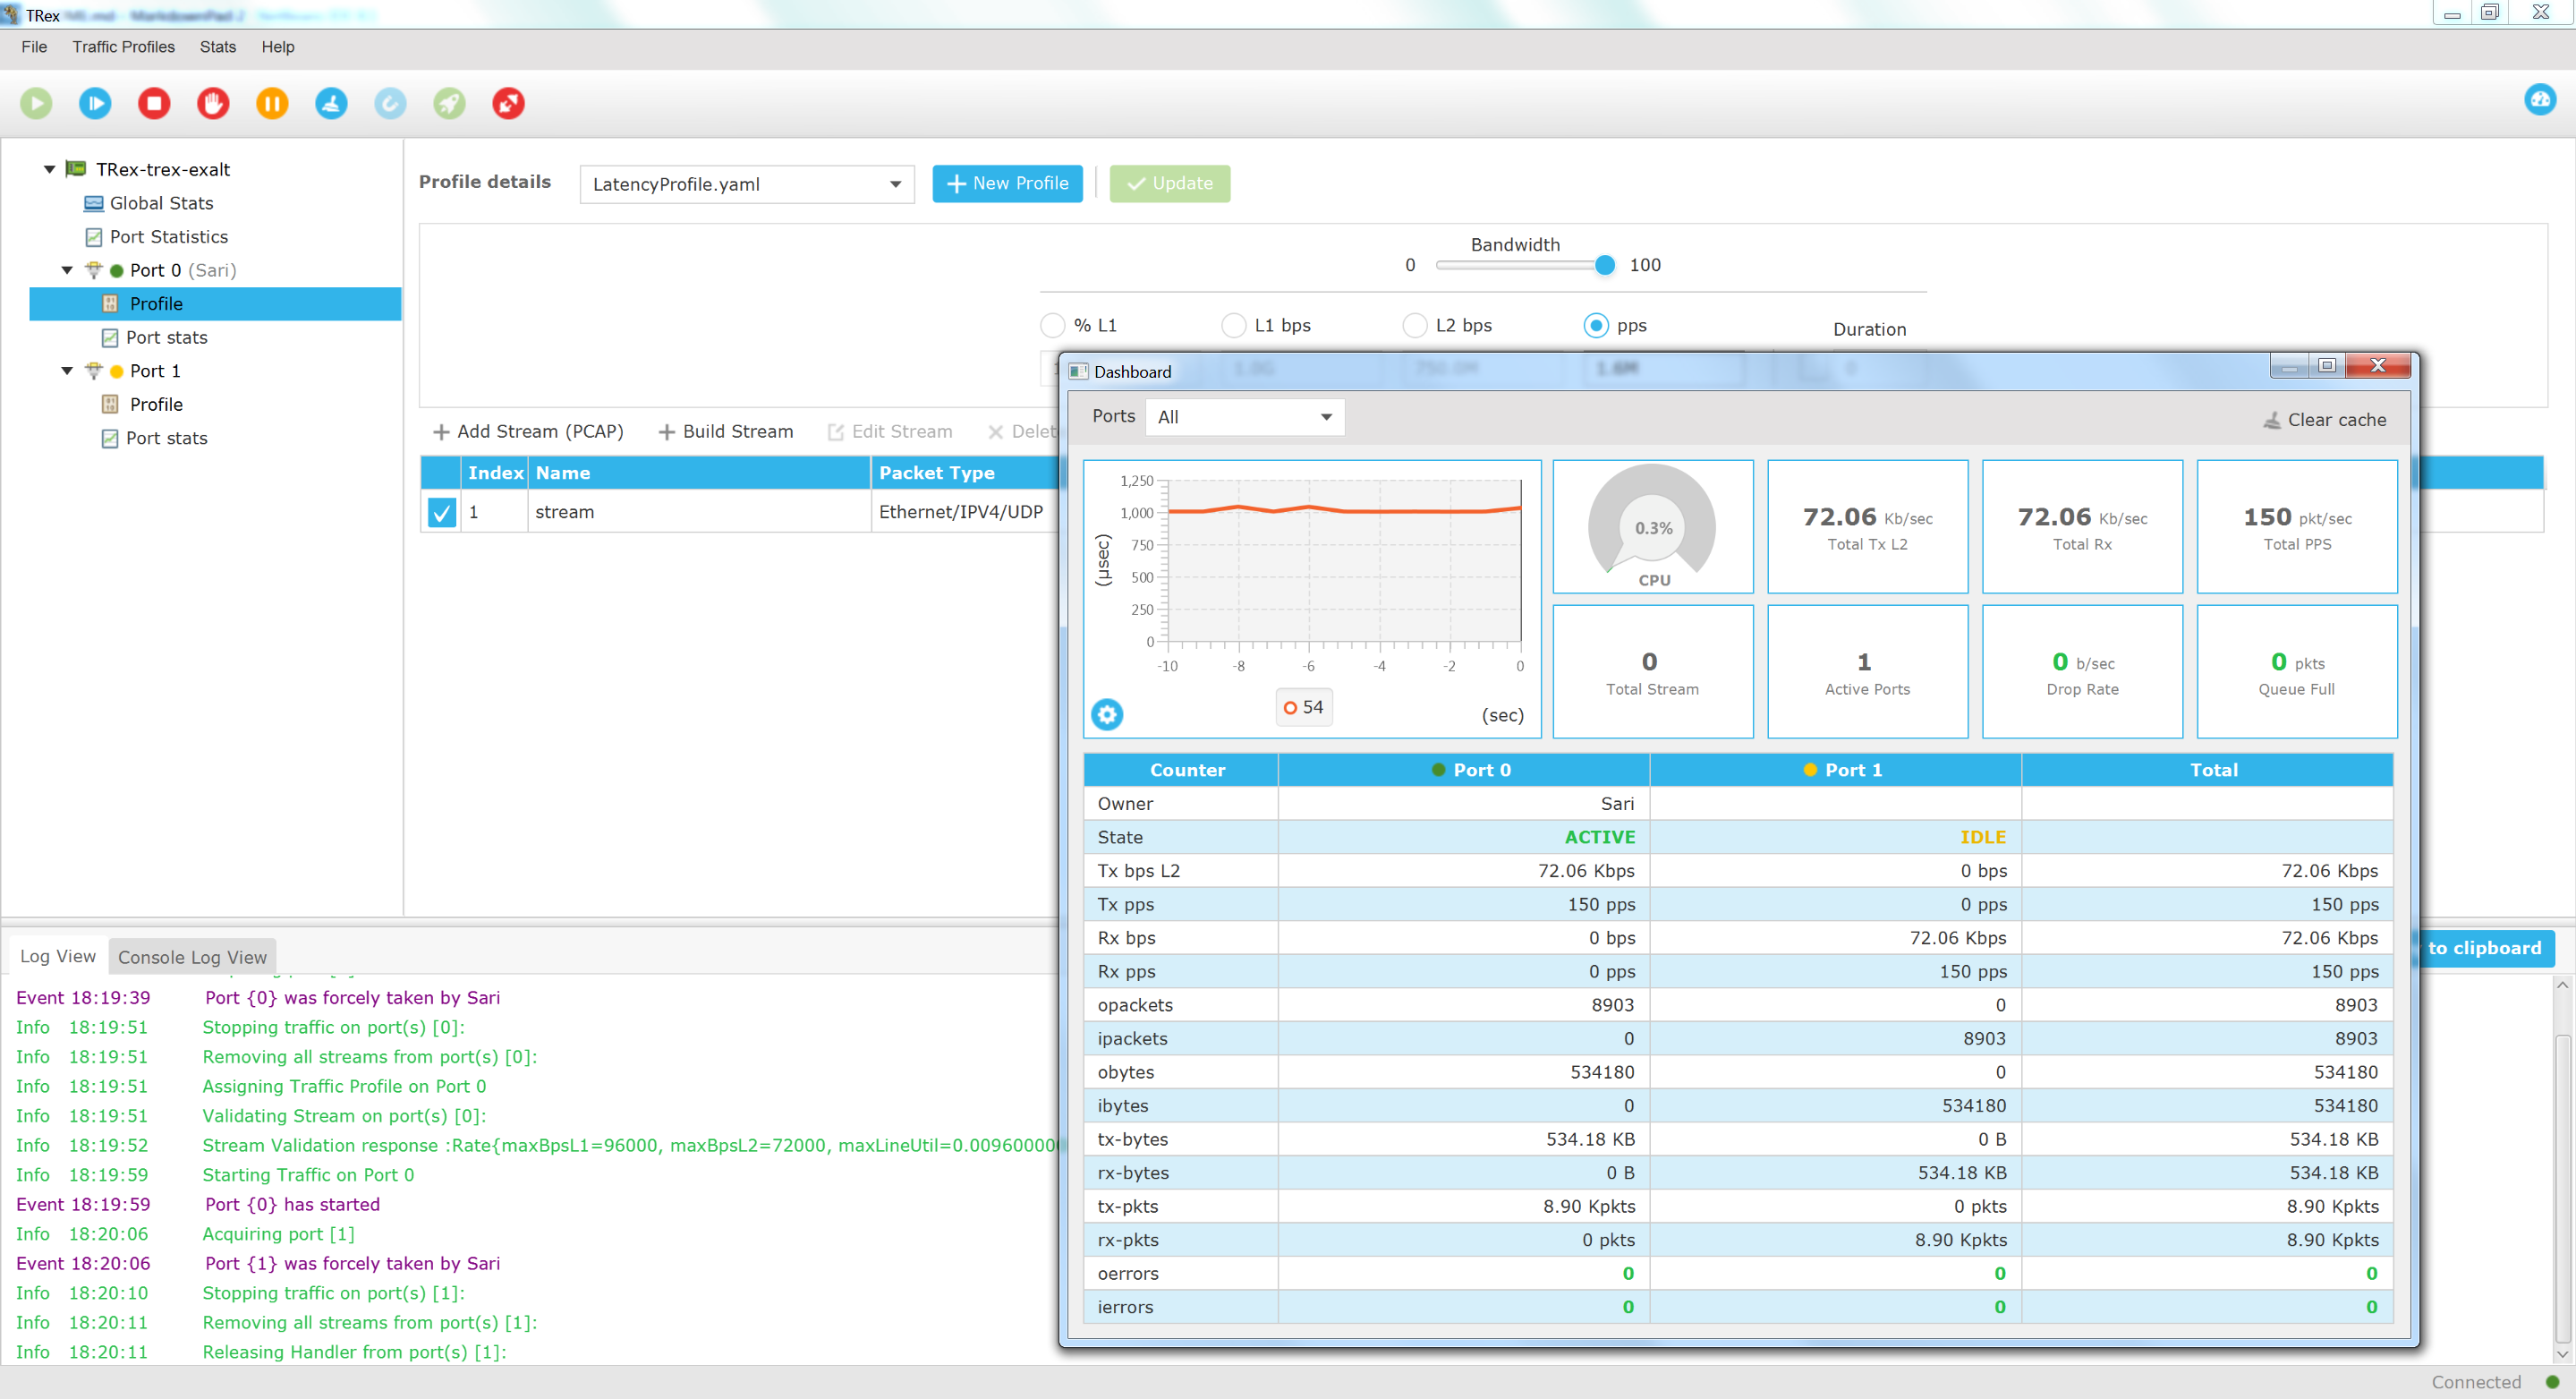 TRex
File Traffic Profiles Stats Help
TRex-trex-exalt
Global Stats
Port Statistics
Port 0 (Sari)
Profile
Port stats
Port 1
Profile
Port stats
Profile details LatencyProfile.yaml New Profile Update
Bandwidth
0 100
% L1 L1 bps L2 bps pps Duration
Add Stream (PCAP) Build Stream Edit Stream
Index Name Packet Type
1 stream Ethernet/IPV4/UDP
Dashboard
Ports All Clear cache
1,250
1,000
750
500
250
0
(µsec)
-10 -8 -6 -4 -2 0
54
(sec)
0.3%
CPU
72.06 Kb/sec
Total Tx L2
72.06 Kb/sec
Total Rx
150 pkt/sec
Total PPS
0
Total Stream
1
Active Ports
0 b/sec
Drop Rate
0 pkts
Queue Full
Counter Port 0 Port 1 Total
Owner Sari
State ACTIVE IDLE
Tx bps L2 72.06 Kbps 0 bps 72.06 Kbps
Tx pps 150 pps 0 pps 150 pps
Rx bps 0 bps 72.06 Kbps 72.06 Kbps
Rx pps 0 pps 150 pps 150 pps
opackets 8903 0 8903
ipackets 0 8903 8903
obytes 534180 0 534180
ibytes 0 534180 534180
tx-bytes 534.18 KB 0 B 534.18 KB
rx-bytes 0 B 534.18 KB 534.18 KB
tx-pkts 8.90 Kpkts 0 pkts 8.90 Kpkts
rx-pkts 0 pkts 8.90 Kpkts 8.90 Kpkts
oerrors 0 0 0
ierrors 0 0 0
Log View Console Log View
to clipboard
Event 18:19:39 Port {0} was forcely taken by Sari
Info 18:19:51 Stopping traffic on port(s) [0]:
Info 18:19:51 Removing all streams from port(s) [0]:
Info 18:19:51 Assigning Traffic Profile on Port 0
Info 18:19:51 Validating Stream on port(s) [0]:
Info 18:19:52 Stream Validation response :Rate{maxBpsL1=96000, maxBpsL2=72000, maxLineUtil=0.00960000
Info 18:19:59 Starting Traffic on Port 0
Event 18:19:59 Port {0} has started
Info 18:20:06 Acquiring port [1]
Event 18:20:06 Port {1} was forcely taken by Sari
Info 18:20:10 Stopping traffic on port(s) [1]:
Info 18:20:11 Removing all streams from port(s) [1]:
Info 18:20:11 Releasing Handler from port(s) [1]:
Connected